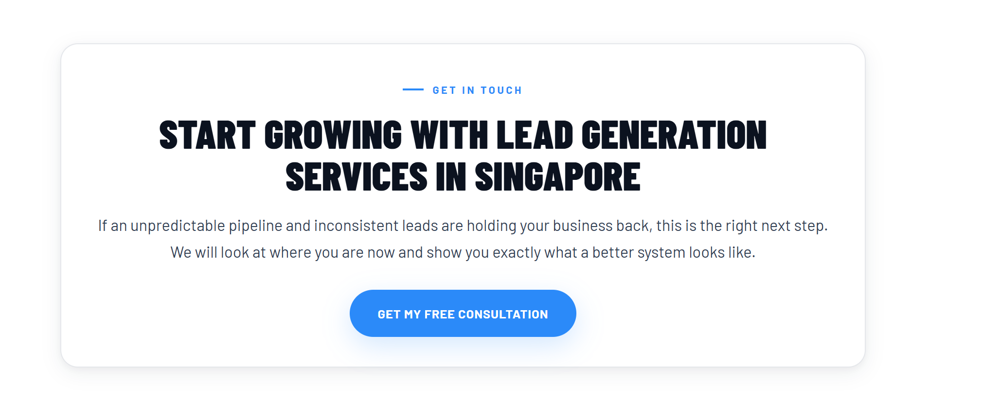 GET IN TOUCH
START GROWING WITH LEAD GENERATION
SERVICES IN SINGAPORE
If an unpredictable pipeline and inconsistent leads are holding your business back, this is the right next step.
We will look at where you are now and show you exactly what a better system looks like.
GET MY FREE CONSULTATION